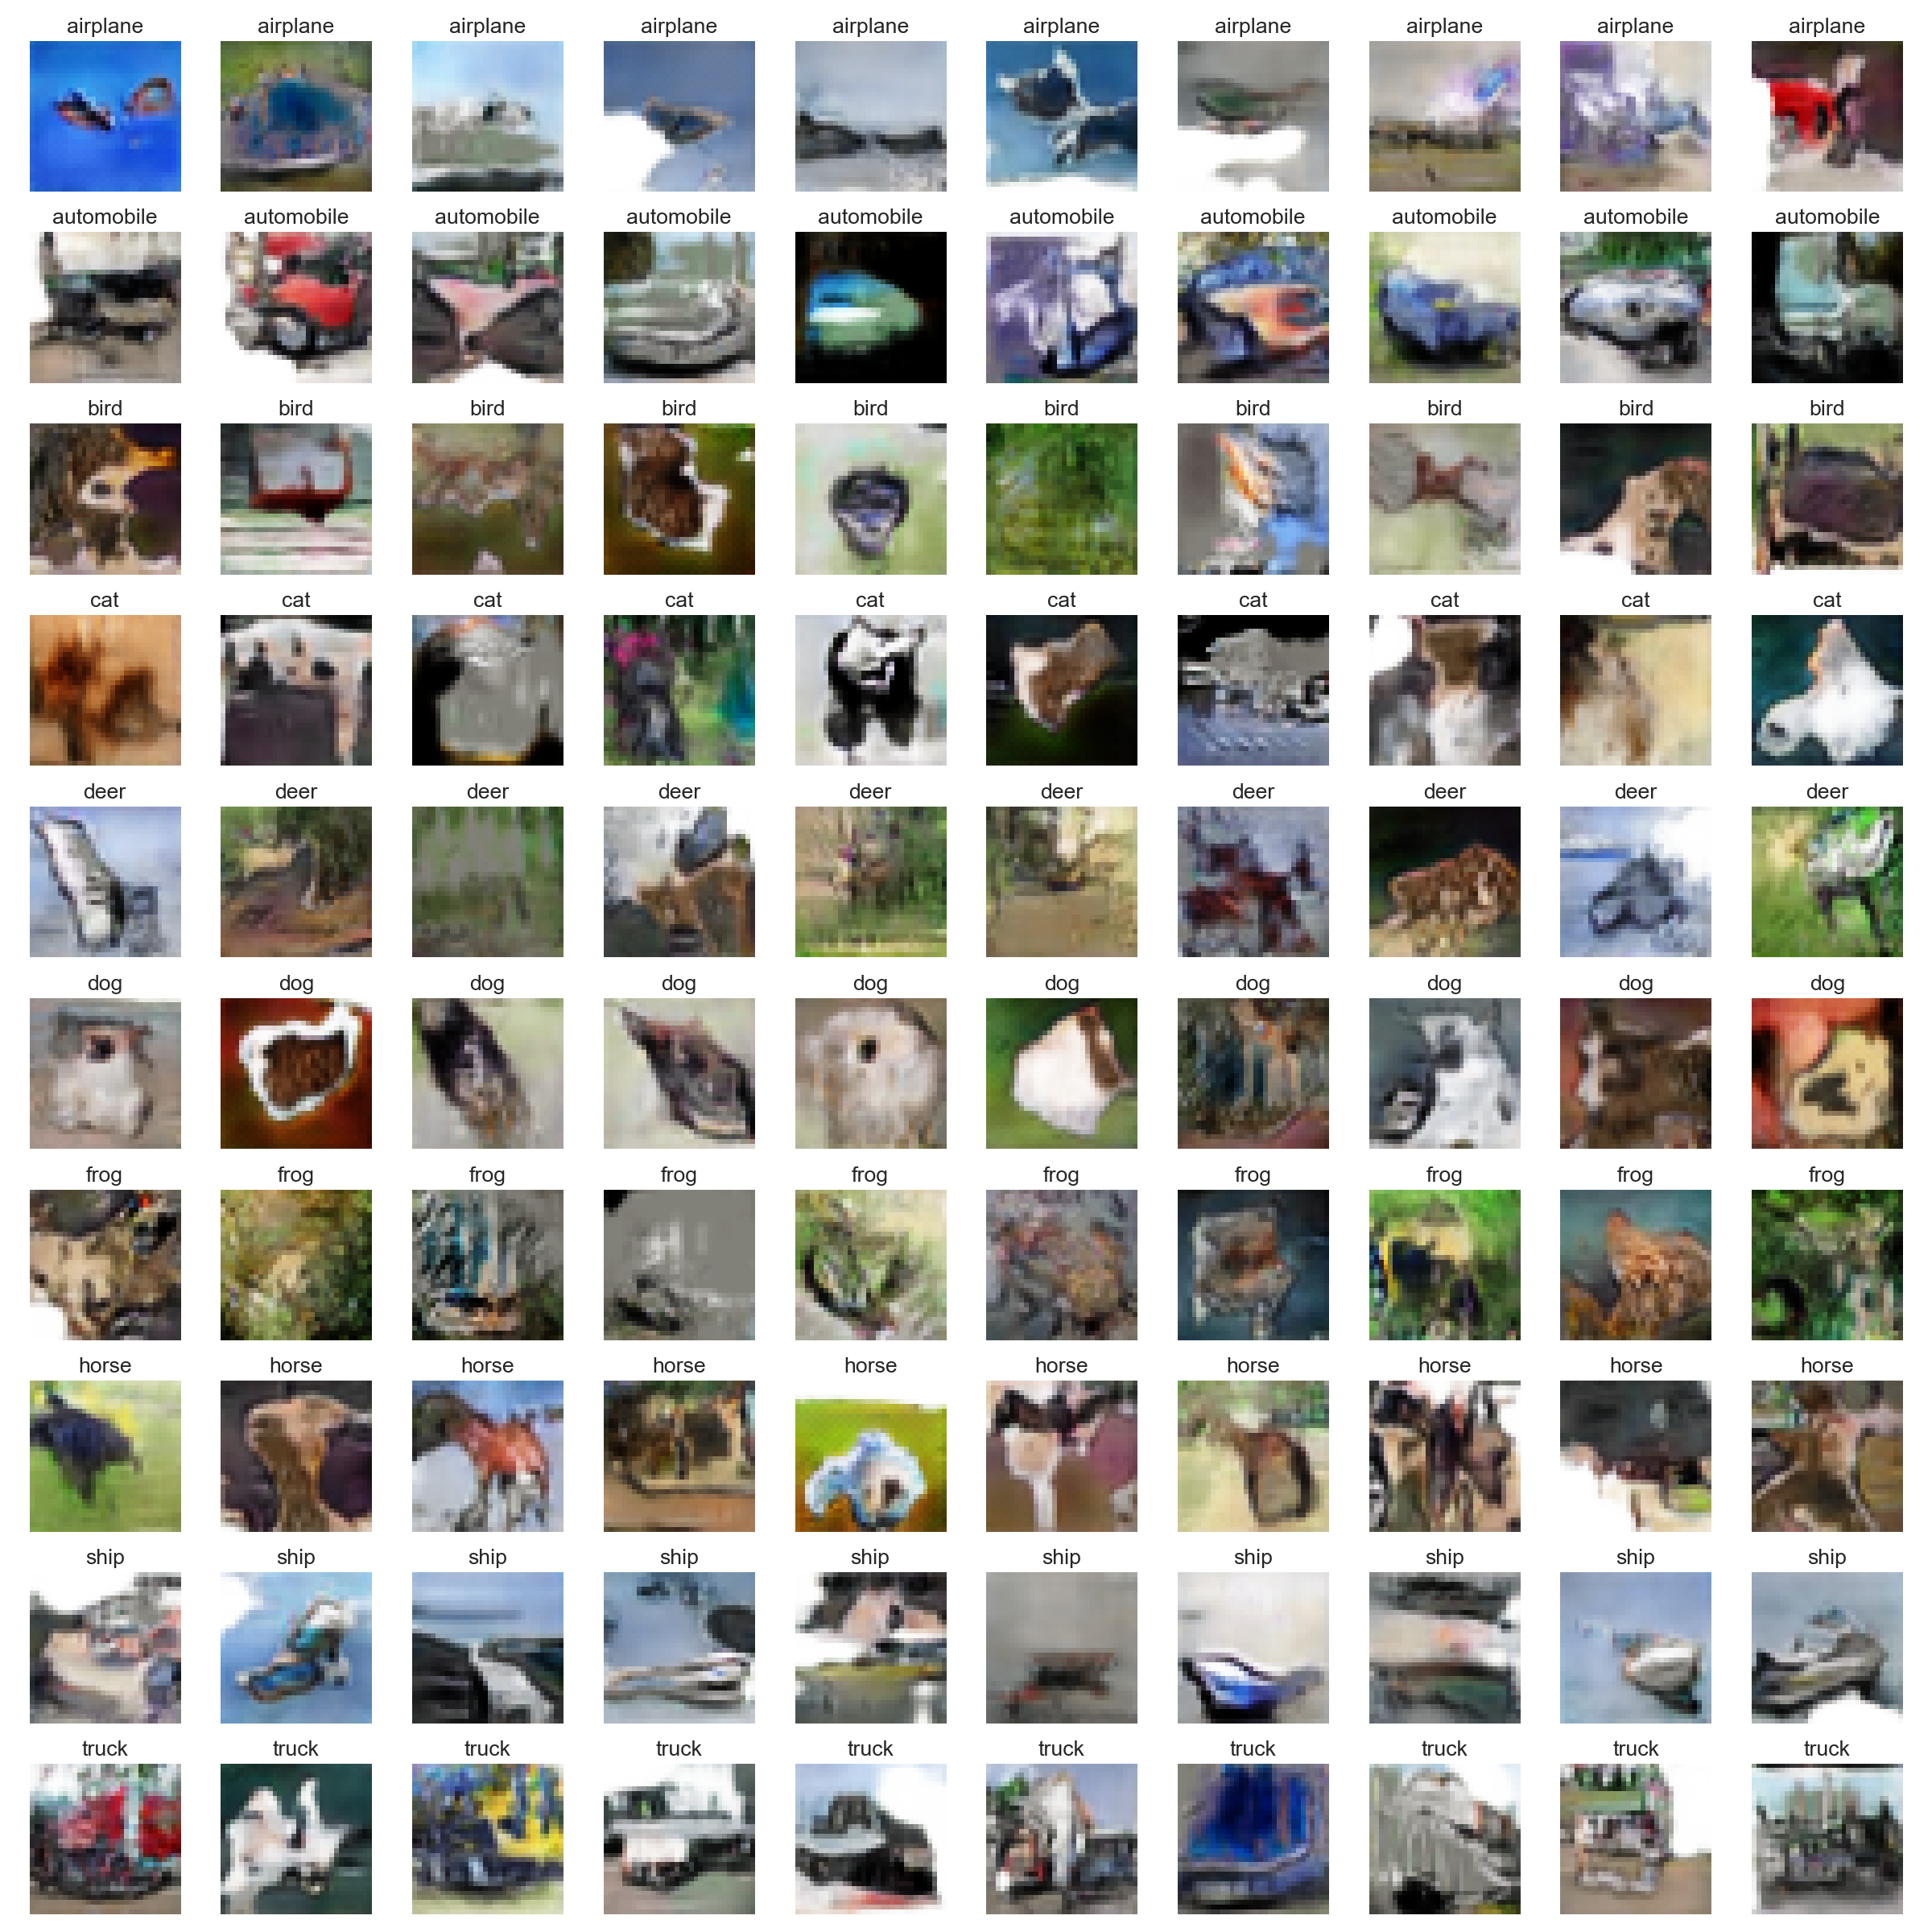 airplane airplane airplane airplane airplane airplane airplane airplane airplane airplane
automobile automobile automobile automobile automobile automobile automobile automobile automobile automobile
bird bird bird bird bird bird bird bird bird bird
cat cat cat cat cat cat cat cat cat cat
deer deer deer deer deer deer deer deer deer deer
dog dog dog dog dog dog dog dog dog dog
frog frog frog frog frog frog frog frog frog frog
horse horse horse horse horse horse horse horse horse horse
ship ship ship ship ship ship ship ship ship ship
truck truck truck truck truck truck truck truck truck truck